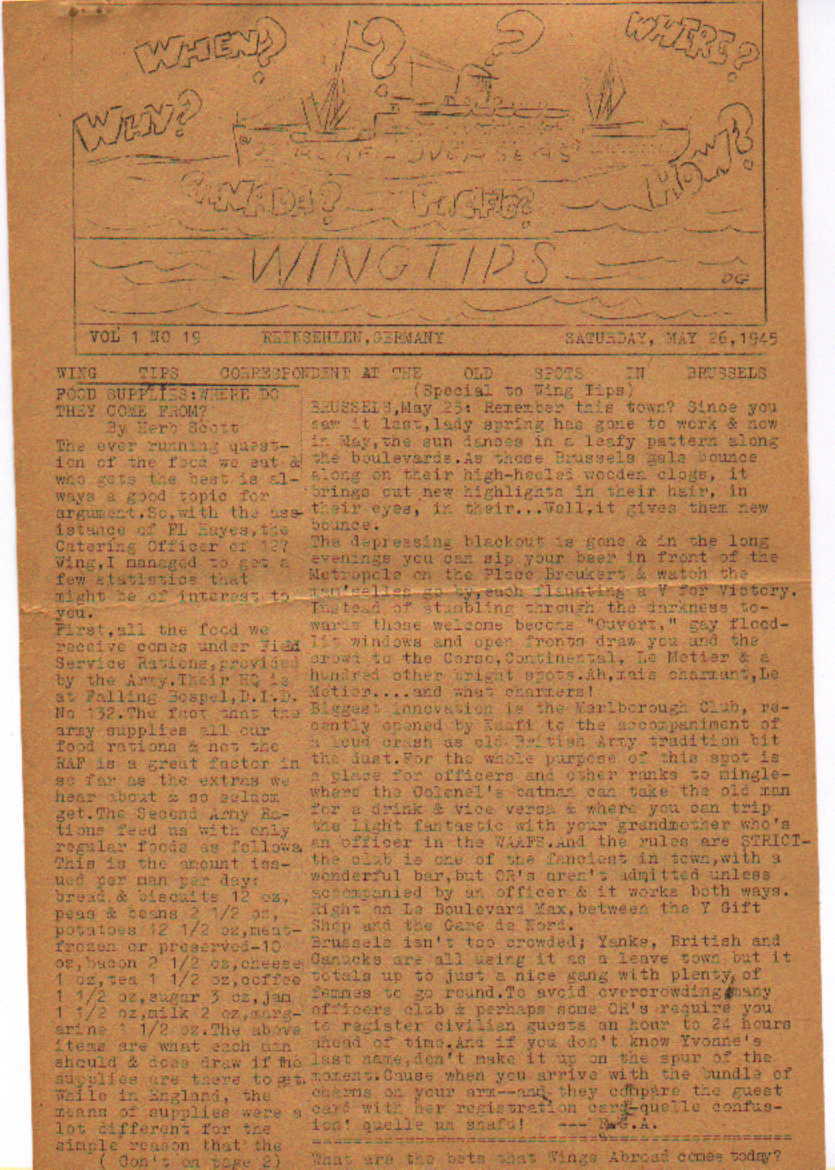 WHEN?
?
?
WHERE?
WHY?
HOW?
RCAF-OVERSEAS
CANADA?
PACIFIC?
WINGTIPS
DG
VOL 1 NO 19 REINSEHLEN,GERMANY SATURDAY, MAY 26,1945
WING TIPS CORRESPONDENT AT THE OLD SPOTS IN BRUSSELS
FOOD SUPPLIES:WHERE DO
THEY COME FROM?
By Herb Scott
The ever running quest-
ion of the food we eat &
who gets the best is al-
ways a good topic for
argument.So,with the ass-
istance of FL Hayes,the
Catering Officer of 127
Wing,I managed to get a
few statistics that
might be of interest to
you.
First,all the food we
receive comes under Field
Service Rations,provided
by the Army.Their HQ is
at Falling Bospel,D.I.D.
No 132.The fact that the
army supplies all our
food rations & not the
RAF is a great factor in
so far as the extras we
hear about & so seldom
get.The Second Army Ra-
tions feed us with only
regular foods as follows
This is the amount iss-
ued per man per day:
bread & biscuits 12 oz,
peas & beans 2 1/2 oz,
potatoes 12 1/2 oz,meat-
frozen or preserved-10
oz,bacon 2 1/2 oz,cheese
1 oz,tea 1 1/2 oz,coffee
1 1/2 oz,sugar 3 oz,jam
1 1/2 oz,milk 2 oz,marg-
arine 1 1/2 oz.The above
items are what each man
should & does draw if the
supplies are there to get.
While in England, the
means of supplies were a
lot different for the
simple reason that the
( Con't on page 2)
(Special to Wing Tips)
BRUSSELS,May 25: Remember this town? Since you
saw it last,lady spring has gone to work & now
in May,the sun dances in a leafy pattern along
the boulevards.As those Brussels gals bounce
along on their high-heeled wooden clogs, it
brings out new highlights in their hair, in
their eyes, in their...Well,it gives them new
bounce.
The depressing blackout is gone & in the long
evenings you can sip your beer in front of the
Metropole on the Place Broukert & watch the
mam'selles go by,each flaunting a V for Victory.
Instead of stumbling through the darkness to-
wards those welcome becons "Ouvert," gay flood-
lit windows and open fronts draw you and the
crowd to the Corso,Continental, Le Metier & a
hundred other bright spots.Ah,mais charmant,Le
Metier....and what charmers!
Biggest innovation is the Marlborough Club, re-
cently opened by Naafi to the accompaniment of
a loud crash as old British Army tradition bit
the dust.For the whole purpose of this spot is
a place for officers and other ranks to mingle-
where the Colonel's batman can take the old man
for a drink & vice versa & where you can trip
the light fantastic with your grandmother who's
an officer in the WAAFS.And the rules are STRICT-
the club is one of the fanciest in town,with a
wonderful bar,but OR's aren't admitted unless
accompanied by an officer & it works both ways.
Right on Le Boulevard Max,between the Y Gift
Shop and the Gare de Nord.
Brussels isn't too crowded; Yanks, British and
Canucks are all using it as a leave town but it
totals up to just a nice gang with plenty of
femmes to go round.To avoid overcrowding many
officers club & perhaps some OR's require you
to register civilian guests an hour to 24 hours
ahead of time.And if you don't know Yvonne's
last name,don't make it up on the spur of the
moment.Cause when you arrive with the bundle of
charms on your arm--and they compare the guest
card with her registration card-quelle confus-
ion! quelle un snafu! ---
What are the bets that Wings Abroad comes today?